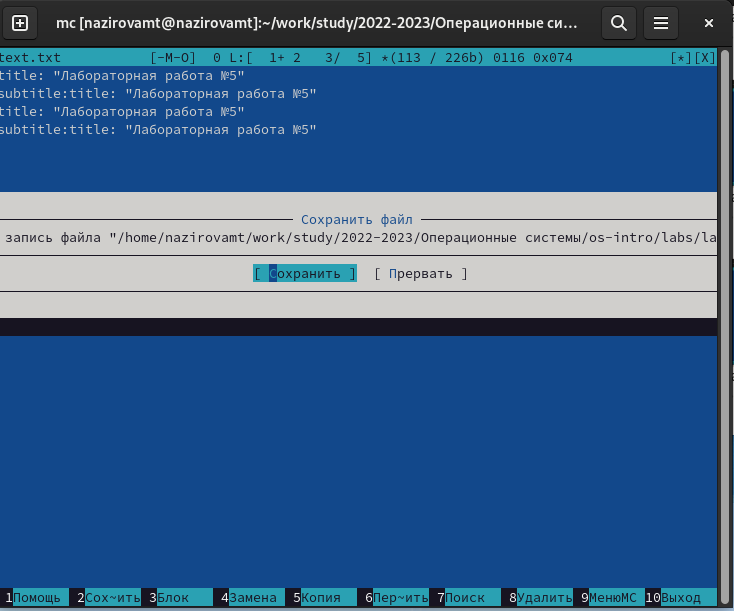 mc [nazirovamt@nazirovamt]:~/work/study/2022-2023/Операционные си...
text.txt [-M-O] 0 L:[ 1+ 2 3/ 5] *(113 / 226b) 0116 0x074 [*][X]
title: "Лабораторная работа №5"
subtitle: "Лабораторная работа №5"
title: "Лабораторная работа №5"
subtitle:title: "Лабораторная работа №5"
Сохранить файл
запись файла "/home/nazirovamt/work/study/2022-2023/Операционные системы/os-intro/labs/la
[ Сохранить ] [ Прервать ]
1Помощь 2Сох~ить 3Блок 4Замена 5Копия 6Пер~ить 7Поиск 8Удалить 9МенюMC 10Выход